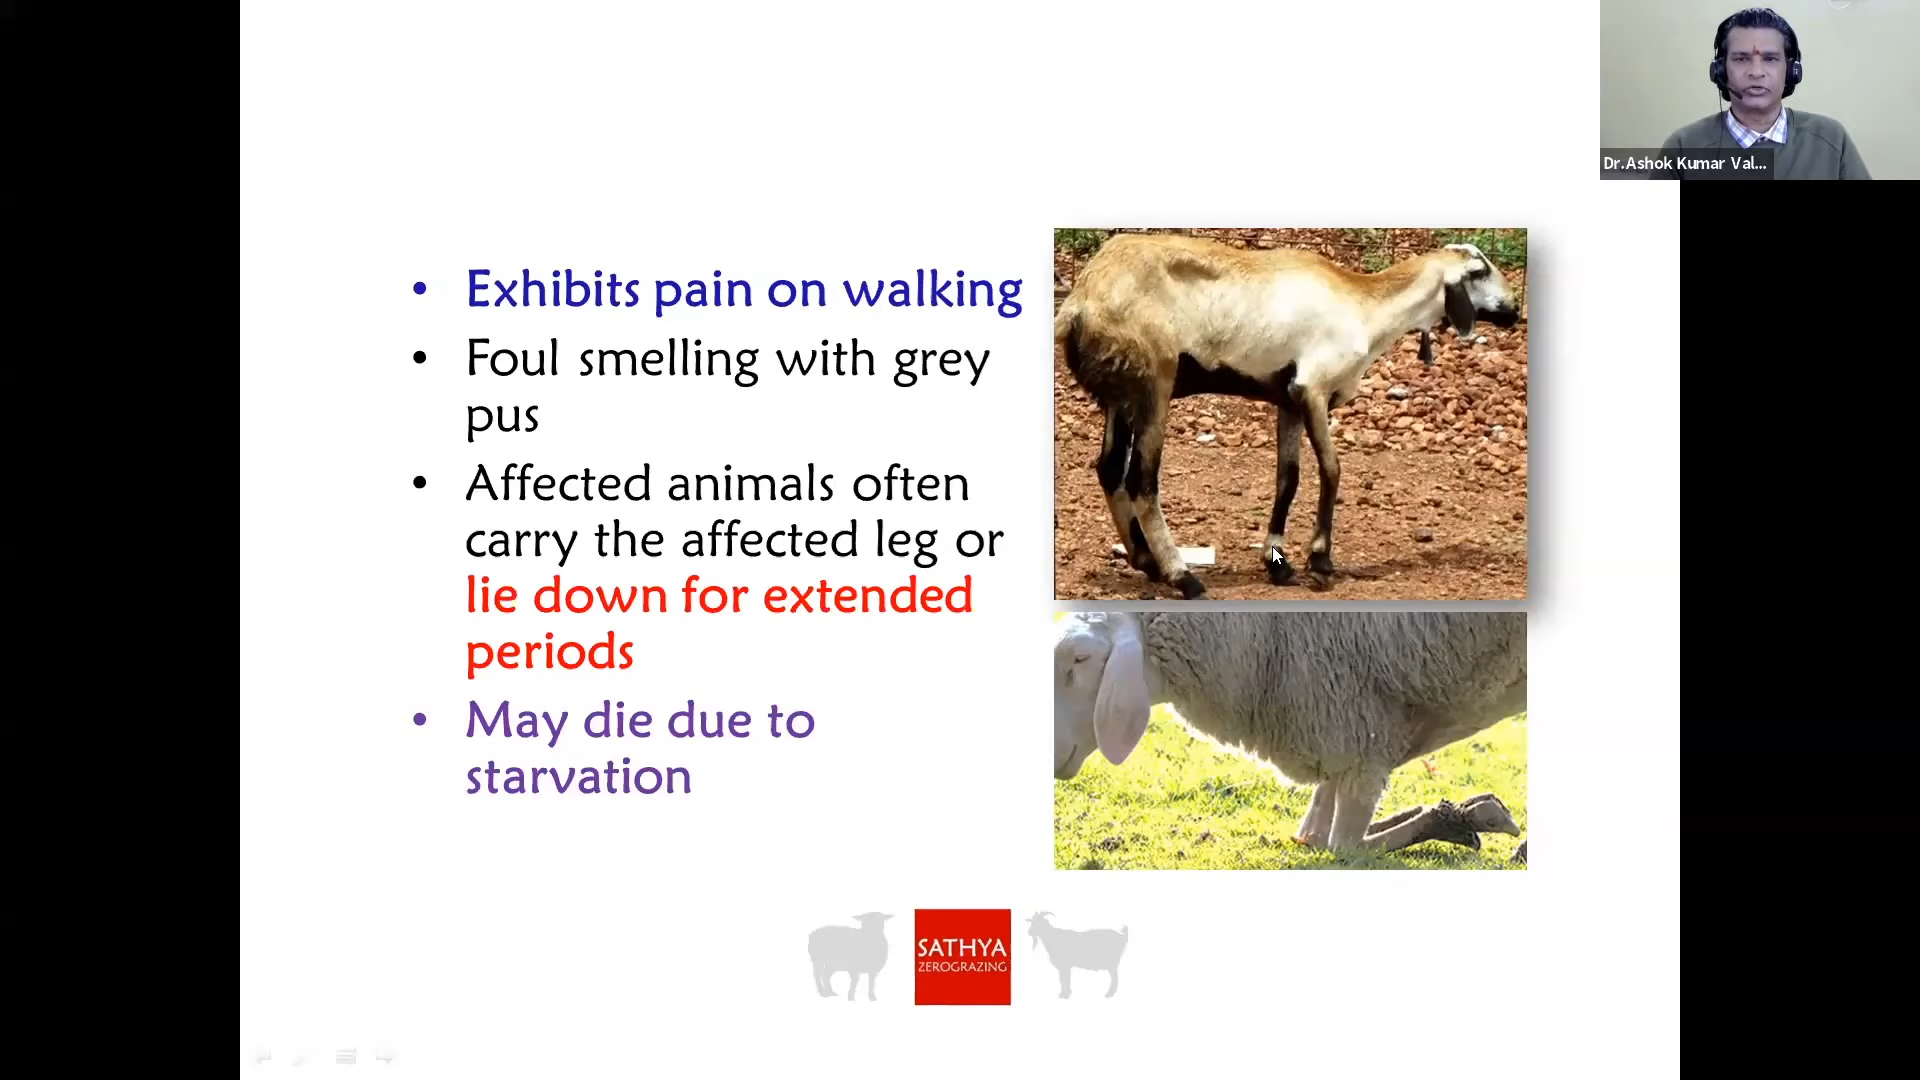 Dr.Ashok Kumar Val...
• Exhibits pain on walking
• Foul smelling with grey
pus
• Affected animals often
carry the affected leg or
lie down for extended
periods
• May die due to
starvation
SATHYA
ZEROGRAZING